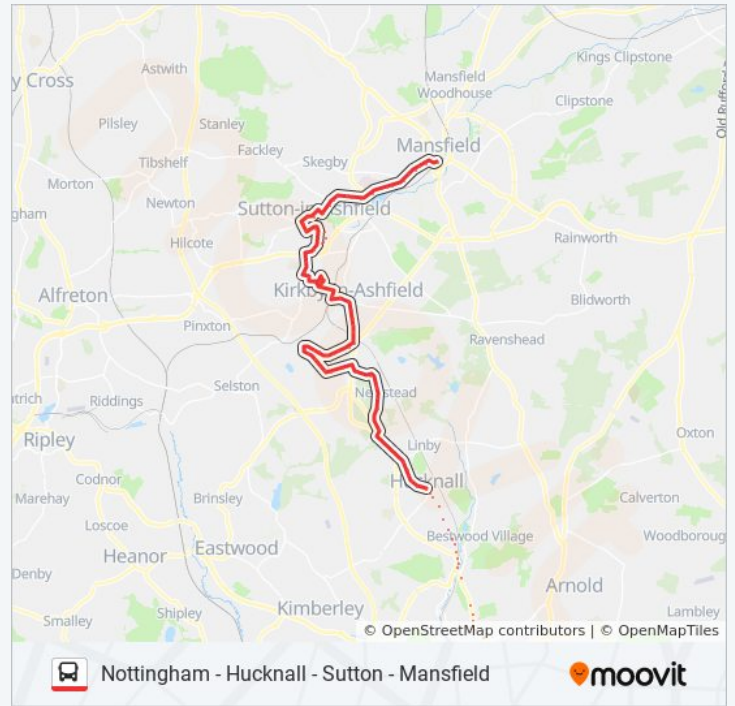 Kings Clipstone
Astwith
y Cross
Mansfield
Woodhouse
Clipstone
Old Rufford
Pilsley
Stanley
Mansfield
Fackley
Skegby
Tibshelf
Morton
Newton
Sutton-in-Ashfield
gham
Hilcote
Rainworth
Kirkby-in-Ashfield
Alfreton
Blidworth
Pinxton
Ravenshead
Selston
atrich
Riddings
Newstead
Oxton
Ripley
Linby
Codnor
Hucknall
Marehay
Brinsley
Calverton
Loscoe
Bestwood Village
Woodboroug
Heanor
Eastwood
Denby
Arnold
Shipley
Kimberley
Smalley
Lambley
© OpenStreetMap contributors | © OpenMapTiles
Nottingham - Hucknall - Sutton - Mansfield
moovit